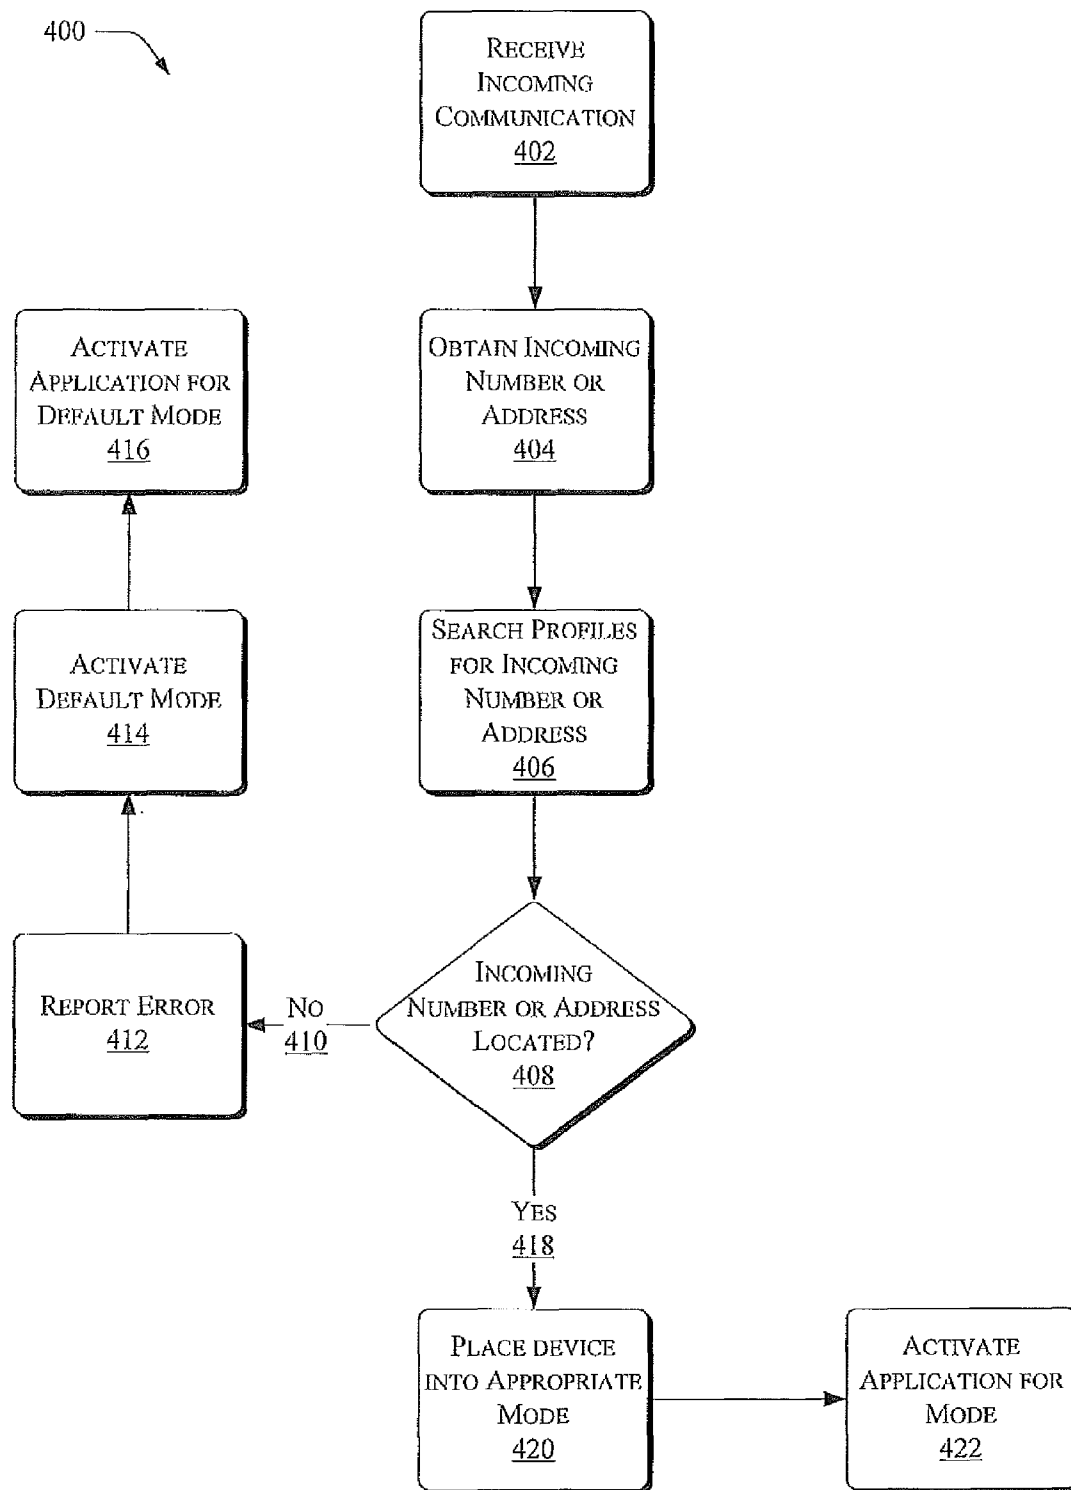 400
RECEIVE
INCOMING
COMMUNICATION
402
OBTAIN INCOMING
NUMBER OR
ADDRESS
404
SEARCH PROFILES
FOR INCOMING
NUMBER OR
ADDRESS
406
INCOMING
NUMBER OR ADDRESS
LOCATED?
408
NO
410
REPORT ERROR
412
ACTIVATE
DEFAULT MODE
414
ACTIVATE
APPLICATION FOR
DEFAULT MODE
416
YES
418
PLACE DEVICE
INTO APPROPRIATE
MODE
420
ACTIVATE
APPLICATION FOR
MODE
422